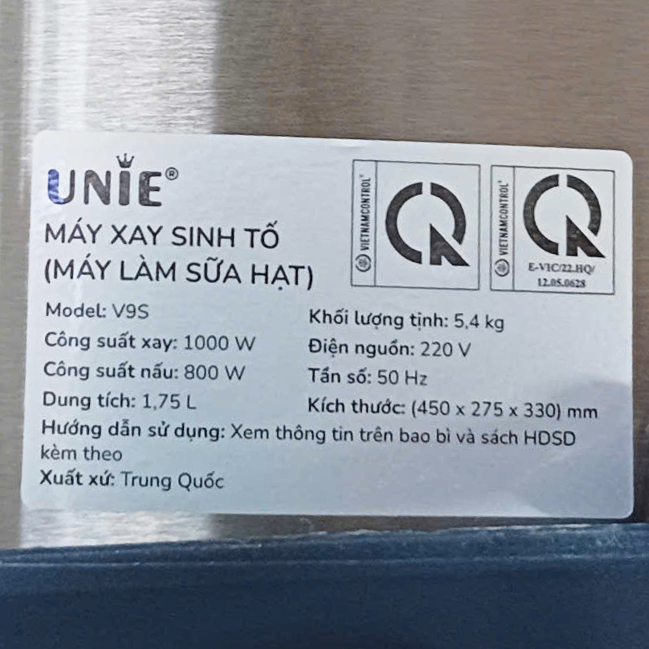 UNIE®
MÁY XAY SINH TỐ
(MÁY LÀM SỮA HẠT)
VIETNAMCONTROL®
VIETNAMCONTROL®
E-VIC/22.HQ/
12.05.0628
Model: V9S
Công suất xay: 1000 W
Công suất nấu: 800 W
Dung tích: 1,75 L
Khối lượng tịnh: 5,4 kg
Điện nguồn: 220 V
Tần số: 50 Hz
Kích thước: (450 x 275 x 330) mm
Hướng dẫn sử dụng: Xem thông tin trên bao bì và sách HDSD
kèm theo
Xuất xứ: Trung Quốc